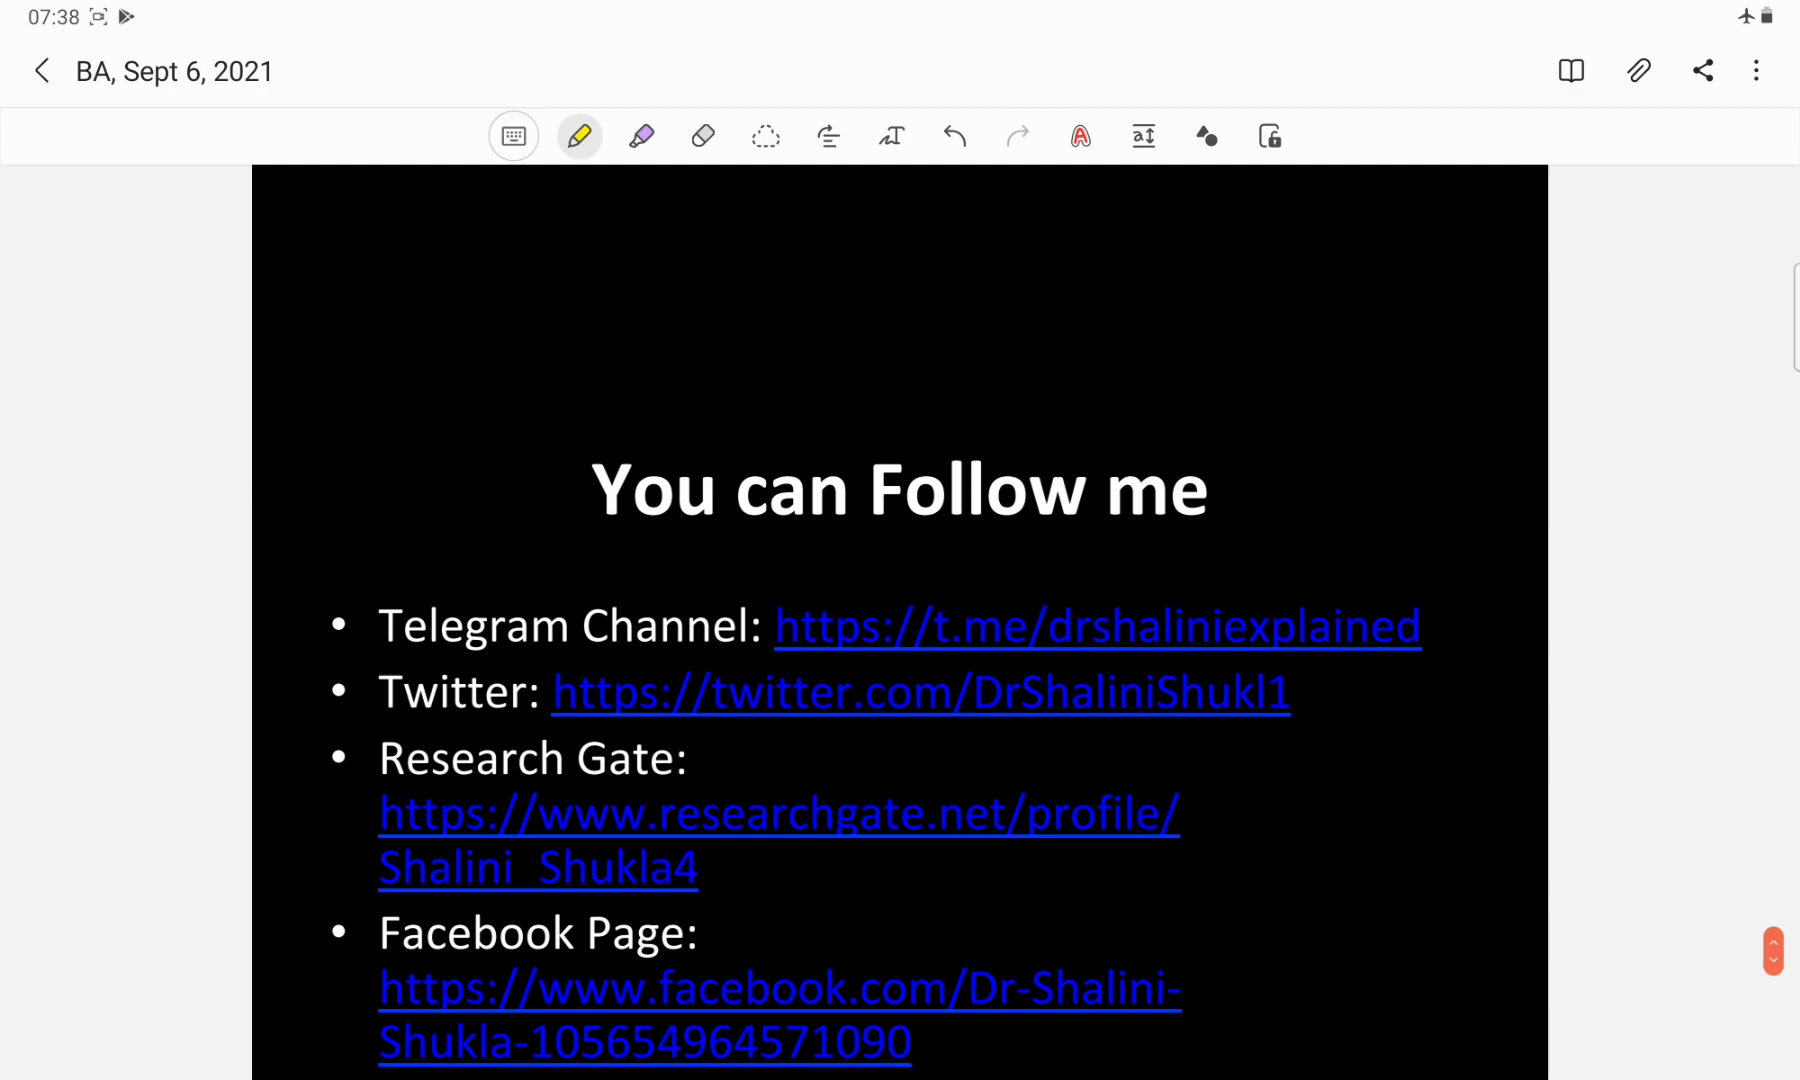 07:38
BA, Sept 6, 2021
You can Follow me
• Telegram Channel: https://t.me/drshaliniexplained
• Twitter: https://twitter.com/DrShaliniShukl1
• Research Gate:
https://www.researchgate.net/profile/
Shalini_Shukla4
• Facebook Page:
https://www.facebook.com/Dr-Shalini-
Shukla-105654964571090